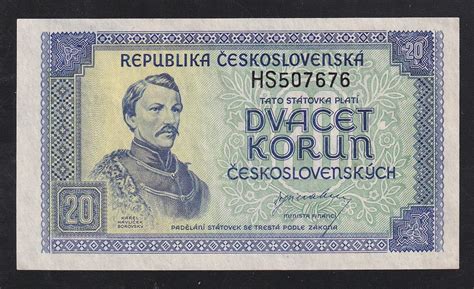 20
REPUBLIKA ČESKOSLOVENSKÁ
HS507676
TATO STÁTOVKA PLATÍ
DVACET
KORUN
ČESKOSLOVENSKÝCH
MINISTR FINANCÍ
KAREL
HAVLÍČEK
BOROVSKÝ
20
PADĚLÁNÍ STÁTOVEK SE TRESTÁ PODLE ZÁKONA